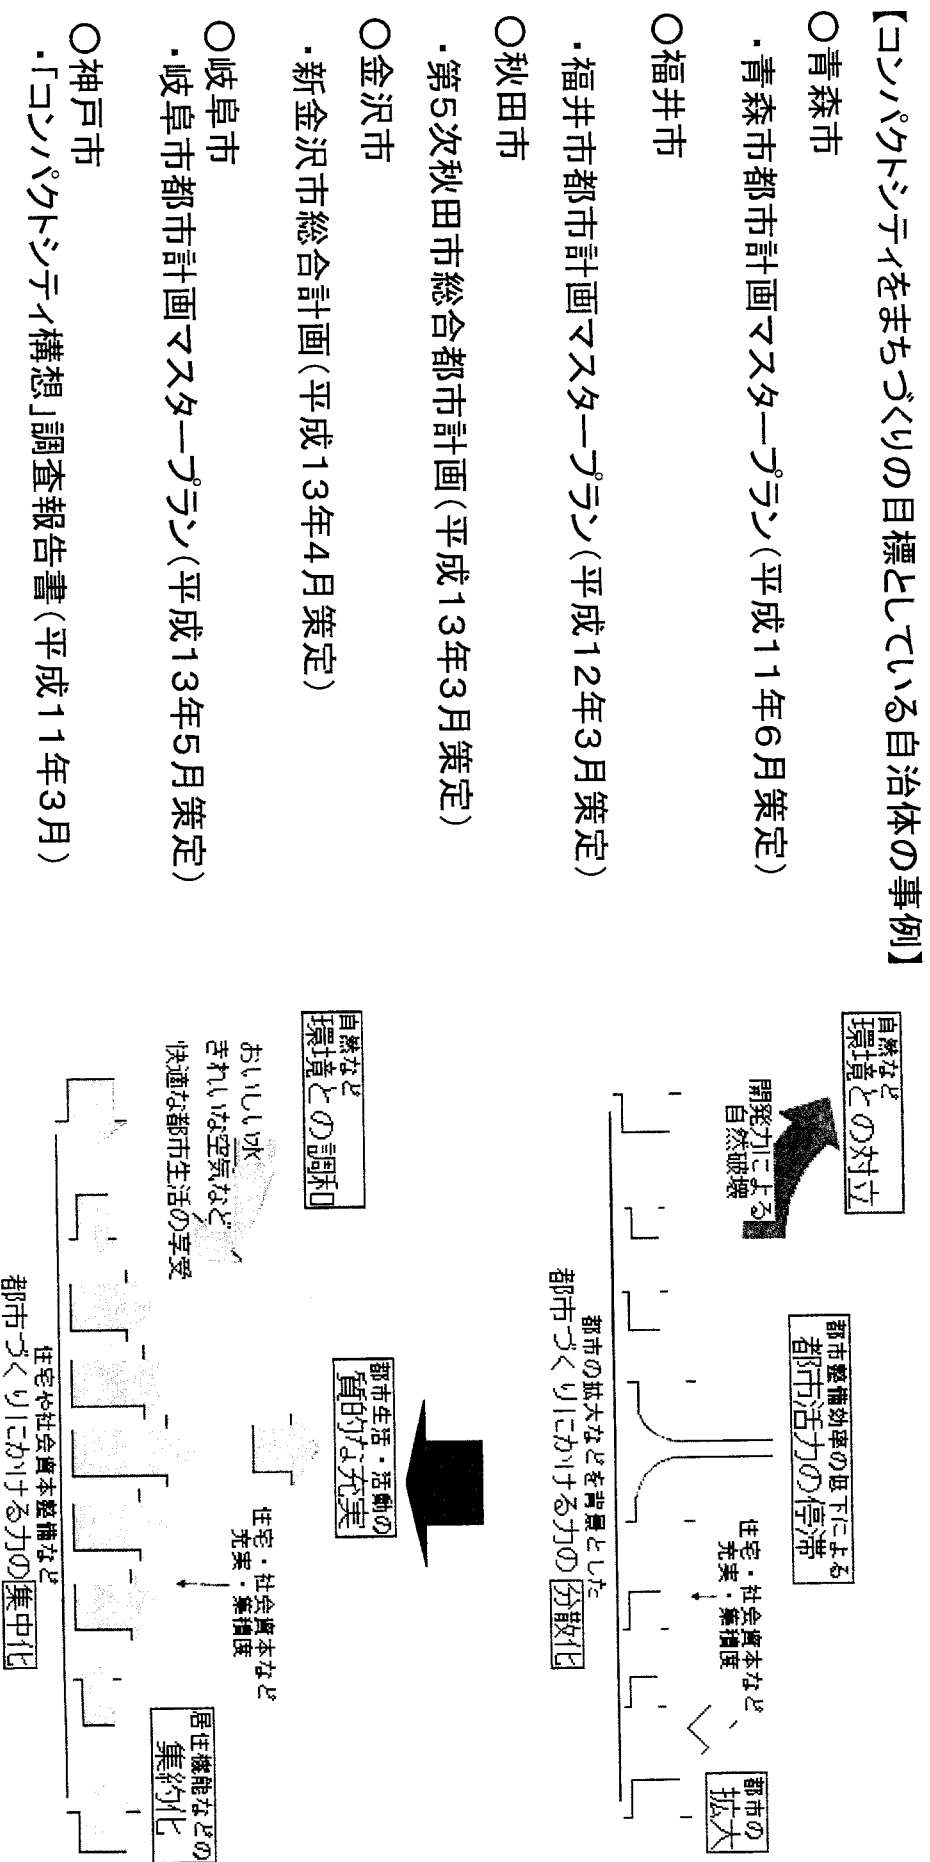 【コンパクトシティをまちづくりの目標としている自治体の事例】
〇青森市
・青森市都市計画マスタープラン(平成11年6月策定)
〇福井市
・福井市都市計画マスタープラン(平成12年3月策定)
〇秋田市
・第5次秋田市総合都市計画(平成13年3月策定)
〇金沢市
・新金沢市総合計画(平成13年4月策定)
〇岐阜市
・岐阜市都市計画マスタープラン(平成13年5月策定)
〇神戸市
・「コンパクトシティ構想」調査報告書(平成11年3月)
自然など
環境との対立
開発力による
自然破壊
都市整備効率の低下による
都市活力の停滞
住宅・社会資本など
充実・集積度
都市の
拡大
都市の拡大などを背景とした
都市づくりにかける力の分散化
自然など
環境との調和
おいしい水
きれいな空気など
快適な都市生活の享受
都市生活・活動の
質的な充実
住宅・社会資本など
充実・集積度
居住機能などの
集約化
住宅や社会資本整備など
都市づくりにかける力の集中化